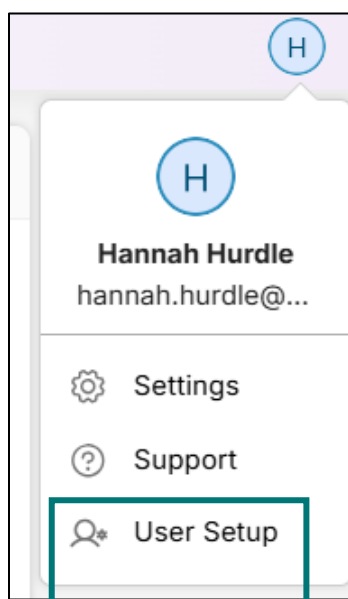 H
H
Hannah Hurdle
hannah.hurdle@...
Settings
Support
User Setup